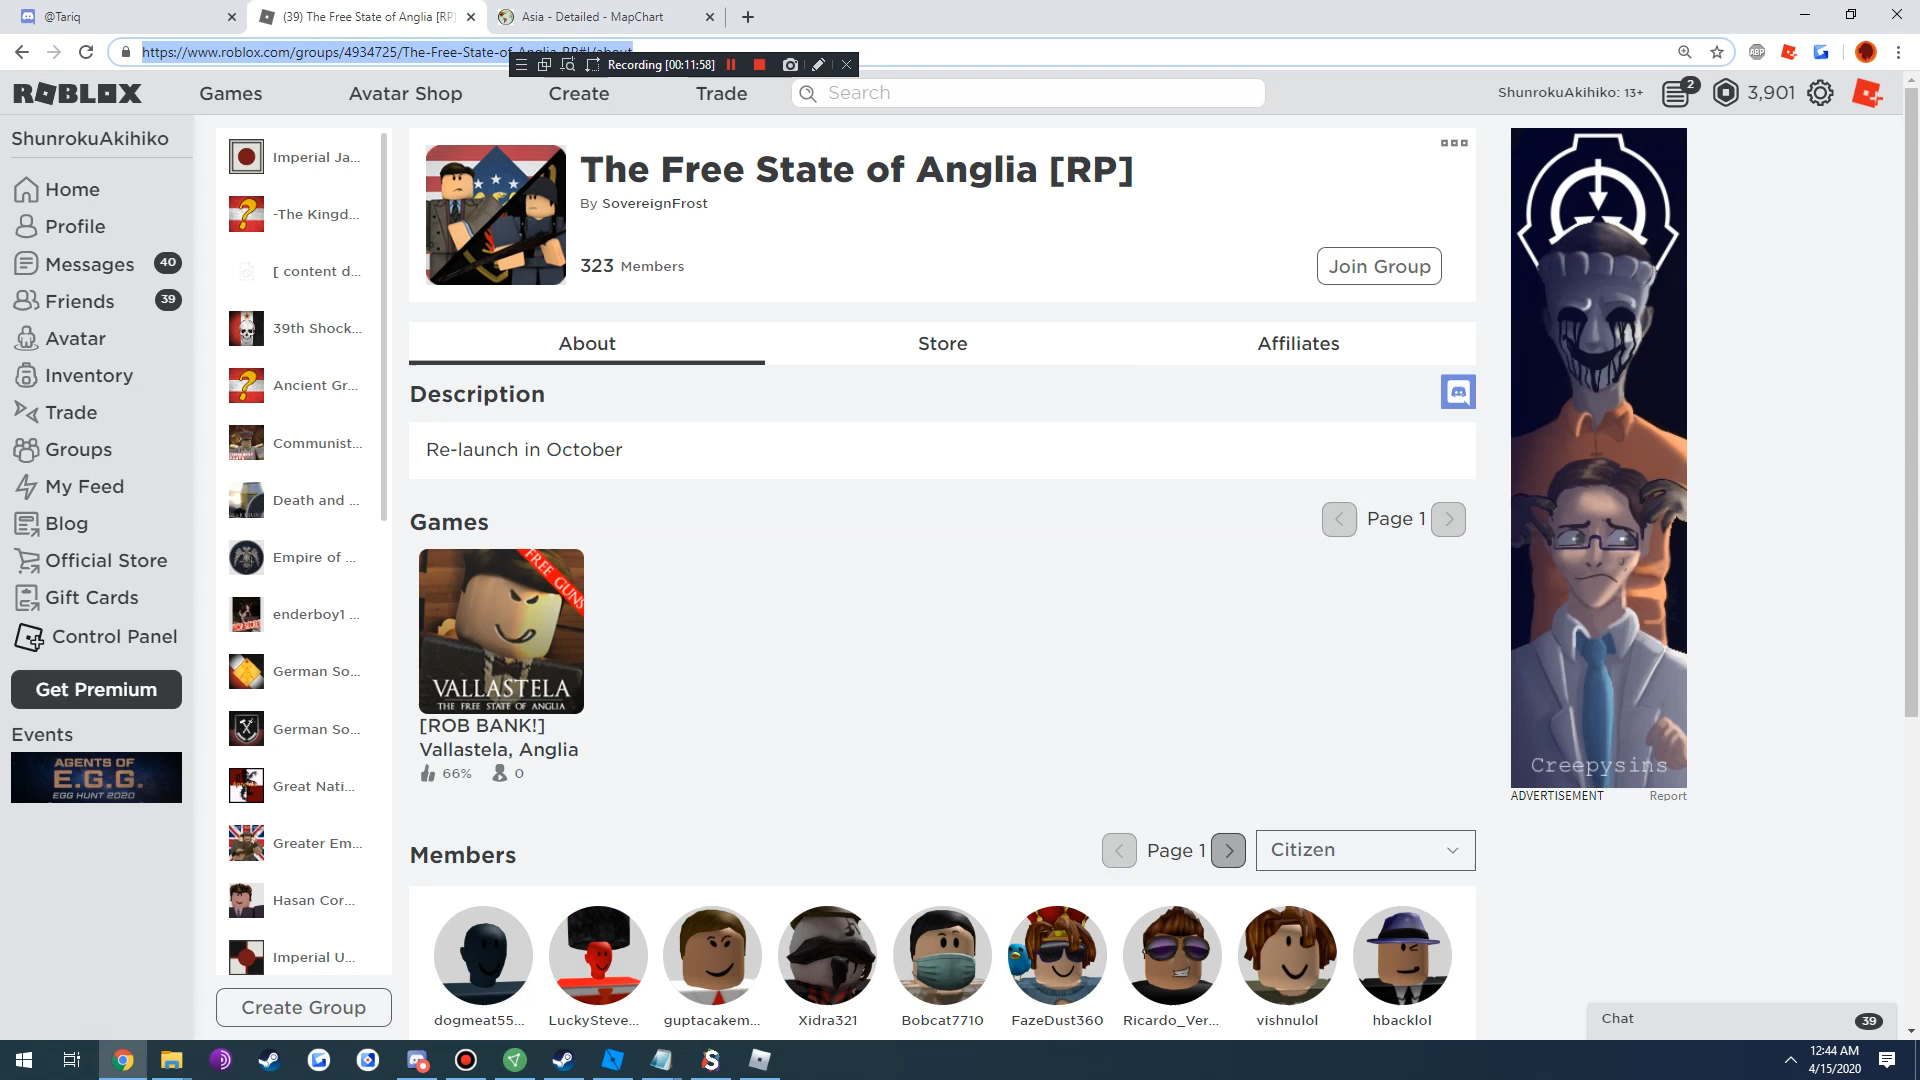 @Tariq
(39) The Free State of Anglia [RP]
Asia - Detailed - MapChart
https://www.roblox.com/groups/4934725/The-Free-State-of-Anglia-RP#!/about
Recording [00:11:58]
ABP
ROBLOX
Games
Avatar Shop
Create
Trade
Search
ShunrokuAkihiko: 13+
2
3,901
ShunrokuAkihiko
Home
Profile
Messages 40
Friends 39
Avatar
Inventory
Trade
Groups
My Feed
Blog
Official Store
Gift Cards
Control Panel
Get Premium
Events
AGENTS OF
E.G.G.
EGG HUNT 2020
Imperial Ja...
-The Kingd...
[ content d...
39th Shock...
Ancient Gr...
Communist...
Death and ...
Empire of ...
enderboy1 ...
German So...
German So...
Great Nati...
Greater Em...
Hasan Cor...
Imperial U...
Create Group
The Free State of Anglia [RP]
By SovereignFrost
323 Members
Join Group
About
Store
Affiliates
Description
Re-launch in October
Games
Page 1
FREE GUNS
VALLASTELA
THE FREE STATE OF ANGLIA
[ROB BANK!]
Vallastela, Anglia
66% 0
Members
Page 1
Citizen
dogmeat55...
LuckySteve...
guptacakem...
Xidra321
Bobcat7710
FazeDust360
Ricardo_Ver...
vishnulol
hbacklol
Creepysins
ADVERTISEMENT
Report
Chat
39
12:44 AM
4/15/2020